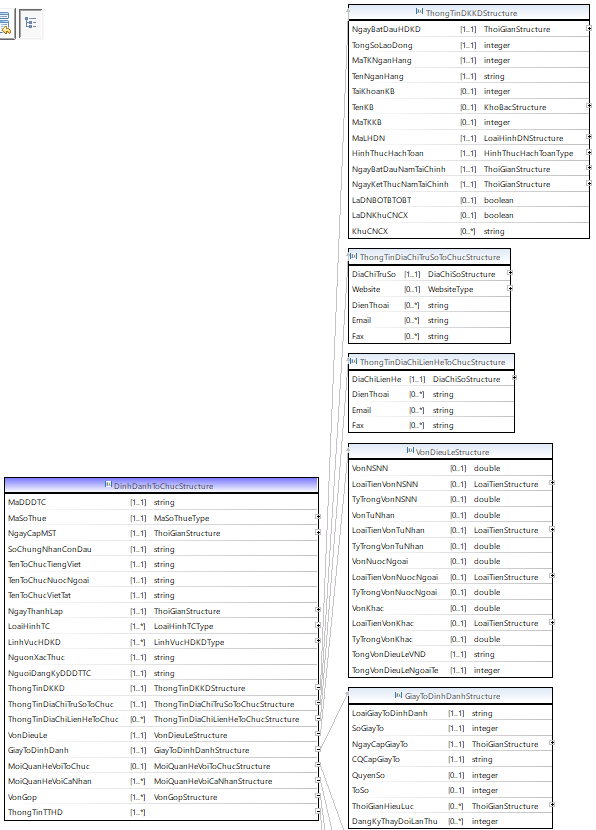 ThongTinDKKDStructure
NgayBatDauHDKD [1..1] ThoiGianStructure
TongSoLaoDong [1..1] integer
MaTKNganHang [1..1] integer
TenNganHang [1..1] string
TaiKhoanKB [0..1] integer
TenKB [0..1] KhoBacStructure
MaTKKB [0..1] integer
MaLHDN [1..1] LoaiHinhDNStructure
HinhThucHachToan [1..1] HinhThucHachToanType
NgayBatDauNamTaiChinh [1..1] ThoiGianStructure
NgayKetThucNamTaiChinh [1..1] ThoiGianStructure
LaDNBOTBTOBT [0..1] boolean
LaDNKhuCNCX [0..1] boolean
KhuCNCX [0..*] string
ThongTinDiaChiTruSoToChucStructure
DiaChiTruSo [1..1] DiaChiSoStructure
Website [0..1] WebsiteType
DienThoai [0..*] string
Email [0..*] string
Fax [0..*] string
ThongTinDiaChiLienHeToChucStructure
DiaChiLienHe [1..1] DiaChiSoStructure
DienThoai [0..*] string
Email [0..*] string
Fax [0..*] string
VonDieuLeStructure
VonNSNN [0..1] double
LoaiTienVonNSNN [0..1] LoaiTienStructure
TyTrongVonNSNN [0..1] double
VonTuNhan [0..1] double
LoaiTienVonTuNhan [0..1] LoaiTienStructure
TyTrongVonTuNhan [0..1] double
VonNuocNgoai [0..1] double
LoaiTienVonNuocNgoai [0..1] LoaiTienStructure
TyTrongVonNuocNgoai [0..1] double
VonKhac [0..1] double
LoaiTienVonKhac [0..1] LoaiTienStructure
TyTrongVonKhac [0..1] double
TongVonDieuLeVND [1..1] string
TongVonDieuLeNgoaiTe [1..1] integer
DinhDanhToChucStructure
MaDDDTC [1..1] string
MaSoThue [1..1] MaSoThueType
NgayCapMST [1..1] ThoiGianStructure
SoChungNhanConDau [1..1] string
TenToChucTiengViet [1..1] string
TenToChucNuocNgoai [1..1] string
TenToChucVietTat [1..1] string
NgayThanhLap [1..1] ThoiGianStructure
LoaiHinhTC [1..*] LoaiHinhTCType
LinhVucHDKD [1..*] LinhVucHDKDType
NguonXacThuc [1..1] string
NguoiDangKyDDDTTC [1..1] string
ThongTinDKKD [1..1] ThongTinDKKDStructure
ThongTinDiaChiTruSoToChuc [1..1] ThongTinDiaChiTruSoToChucStructure
ThongTinDiaChiLienHeToChuc [0..*] ThongTinDiaChiLienHeToChucStructure
VonDieuLe [1..1] VonDieuLeStructure
GiayToDinhDanh [1..1] GiayToDinhDanhStructure
MoiQuanHeVoiToChuc [0..1] MoiQuanHeVoiToChucStructure
MoiQuanHeVoiCaNhan [1..*] MoiQuanHeVoiCaNhanStructure
VonGop [1..*] VonGopStructure
ThongTinTTHD [1..*]
GiayToDinhDanhStructure
LoaiGiayToDinhDanh [1..1] string
SoGiayTo [1..1] integer
NgayCapGiayTo [1..1] ThoiGianStructure
CQCapGiayTo [1..1] string
QuyenSo [0..1] integer
ToSo [0..1] integer
ThoiGianHieuLuc [0..*] ThoiGianStructure
DangKyThayDoiLanThu [0..*] integer